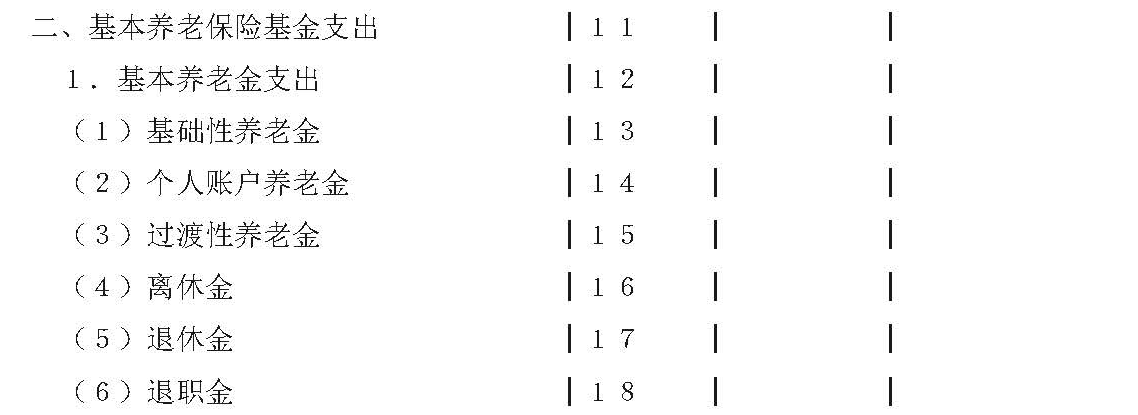 二、基本养老保险基金支出 | 11 | |
1．基本养老金支出 | 12 | |
（1）基础性养老金 | 13 | |
（2）个人账户养老金 | 14 | |
（3）过渡性养老金 | 15 | |
（4）离休金 | 16 | |
（5）退休金 | 17 | |
（6）退职金 | 18 | |